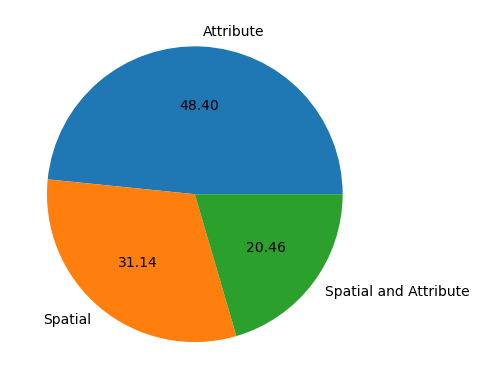 Attribute
48.40
31.14
20.46
Spatial and Attribute
Spatial